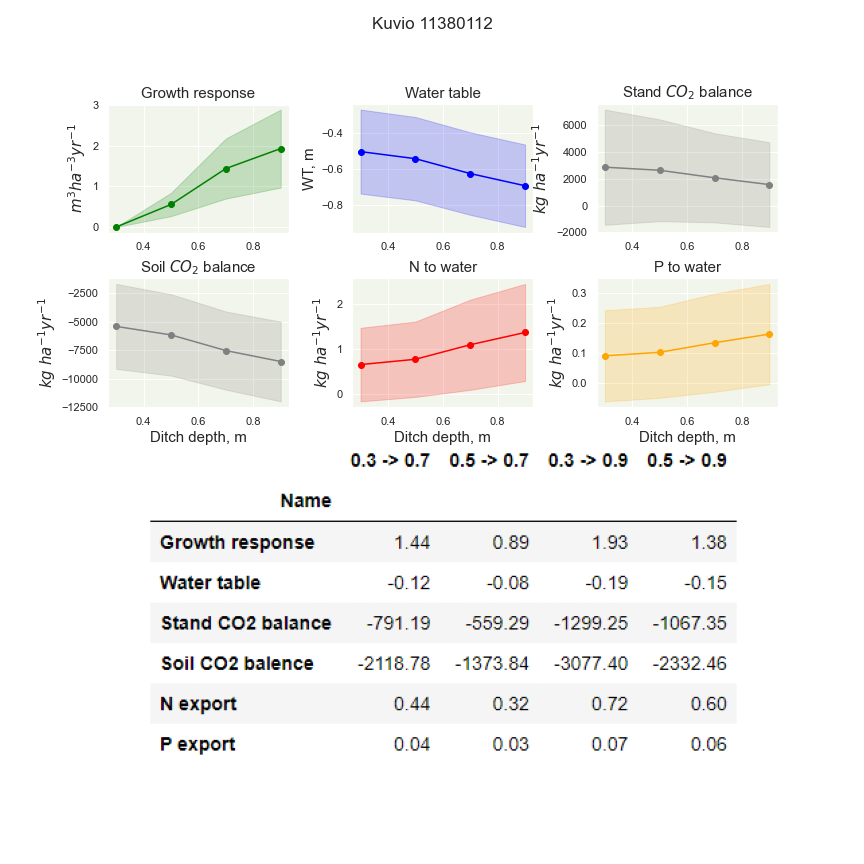 Kuvio 11380112
Growth response
Water table
Stand CO₂ balance
m³ha⁻³yr⁻¹
3
2
1
0
0.4 0.6 0.8
WT, m
−0.4
−0.6
−0.8
0.4 0.6 0.8
kg ha⁻¹yr⁻¹
6000
4000
2000
0
−2000
0.4 0.6 0.8
Soil CO₂ balance
N to water
P to water
kg ha⁻¹yr⁻¹
−2500
−5000
−7500
−10000
−12500
0.4 0.6 0.8
Ditch depth, m
kg ha⁻¹yr⁻¹
2
1
0
0.4 0.6 0.8
Ditch depth, m
kg ha⁻¹yr⁻¹
0.3
0.2
0.1
0.0
0.4 0.6 0.8
Ditch depth, m
0.3 -> 0.7 0.5 -> 0.7 0.3 -> 0.9 0.5 -> 0.9
Name
Growth response 1.44 0.89 1.93 1.38
Water table -0.12 -0.08 -0.19 -0.15
Stand CO2 balance -791.19 -559.29 -1299.25 -1067.35
Soil CO2 balence -2118.78 -1373.84 -3077.40 -2332.46
N export 0.44 0.32 0.72 0.60
P export 0.04 0.03 0.07 0.06